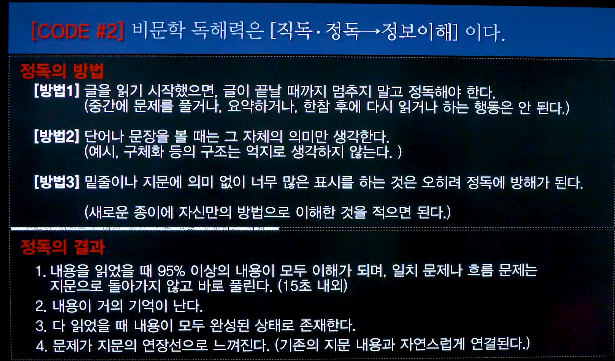 [CODE #2] 비문학 독해력은 [직독·정독→정보이해] 이다.
정독의 방법
[방법1] 글을 읽기 시작했으면, 글이 끝날 때까지 멈추지 말고 정독해야 한다.
(중간에 문제를 풀거나, 요약하거나, 한참 후에 다시 읽거나 하는 행동은 안 된다.)
[방법2] 단어나 문장을 볼 때는 그 자체의 의미만 생각한다.
(예시, 구체화 등의 구조는 억지로 생각하지 않는다. )
[방법3] 밑줄이나 지문에 의미 없이 너무 많은 표시를 하는 것은 오히려 정독에 방해가 된다.
(새로운 종이에 자신만의 방법으로 이해한 것을 적으면 된다.)
정독의 결과
1. 내용을 읽었을 때 95% 이상의 내용이 모두 이해가 되며, 일치 문제나 흐름 문제는
지문으로 돌아가지 않고 바로 풀린다. (15초 내외)
2. 내용이 거의 기억이 난다.
3. 다 읽었을 때 내용이 모두 완성된 상태로 존재한다.
4. 문제가 지문의 연장선으로 느껴진다. (기존의 지문 내용과 자연스럽게 연결된다.)